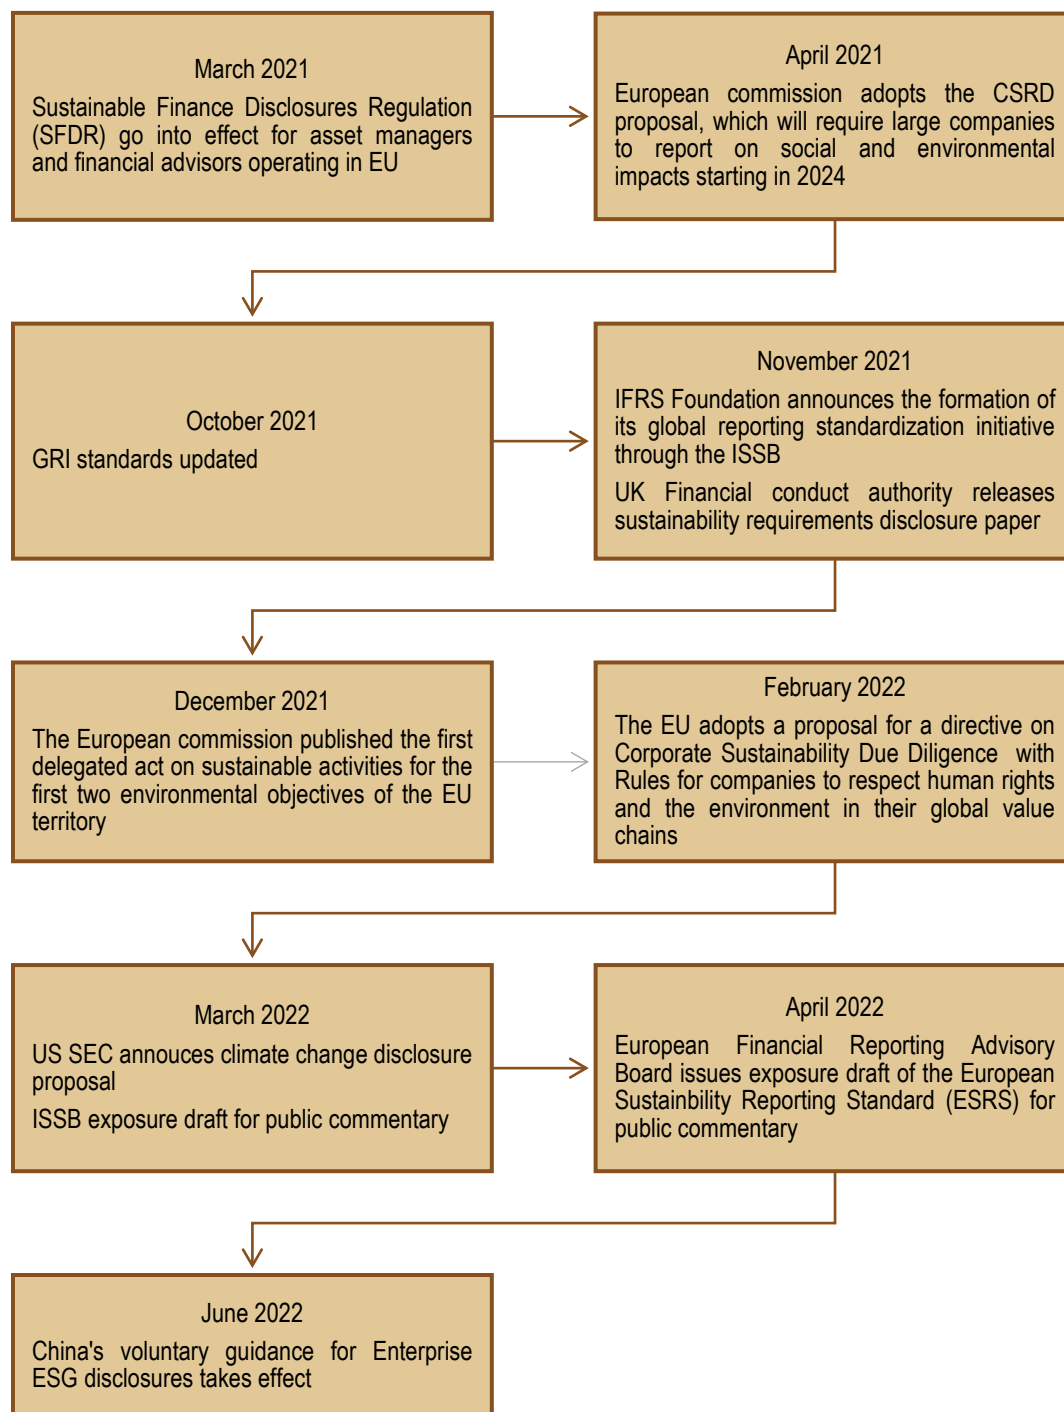 March 2021
Sustainable Finance Disclosures Regulation
(SFDR) go into effect for asset managers
and financial advisors operating in EU
April 2021
European commission adopts the CSRD
proposal, which will require large companies
to report on social and environmental
impacts starting in 2024
October 2021
GRI standards updated
November 2021
IFRS Foundation announces the formation of
its global reporting standardization initiative
through the ISSB
UK Financial conduct authority releases
sustainability requirements disclosure paper
December 2021
The European commission published the first
delegated act on sustainable activities for the
first two environmental objectives of the EU
territory
February 2022
The EU adopts a proposal for a directive on
Corporate Sustainability Due Diligence with
Rules for companies to respect human rights
and the environment in their global value
chains
March 2022
US SEC annouces climate change disclosure
proposal
ISSB exposure draft for public commentary
April 2022
European Financial Reporting Advisory
Board issues exposure draft of the European
Sustainbility Reporting Standard (ESRS) for
public commentary
June 2022
China's voluntary guidance for Enterprise
ESG disclosures takes effect